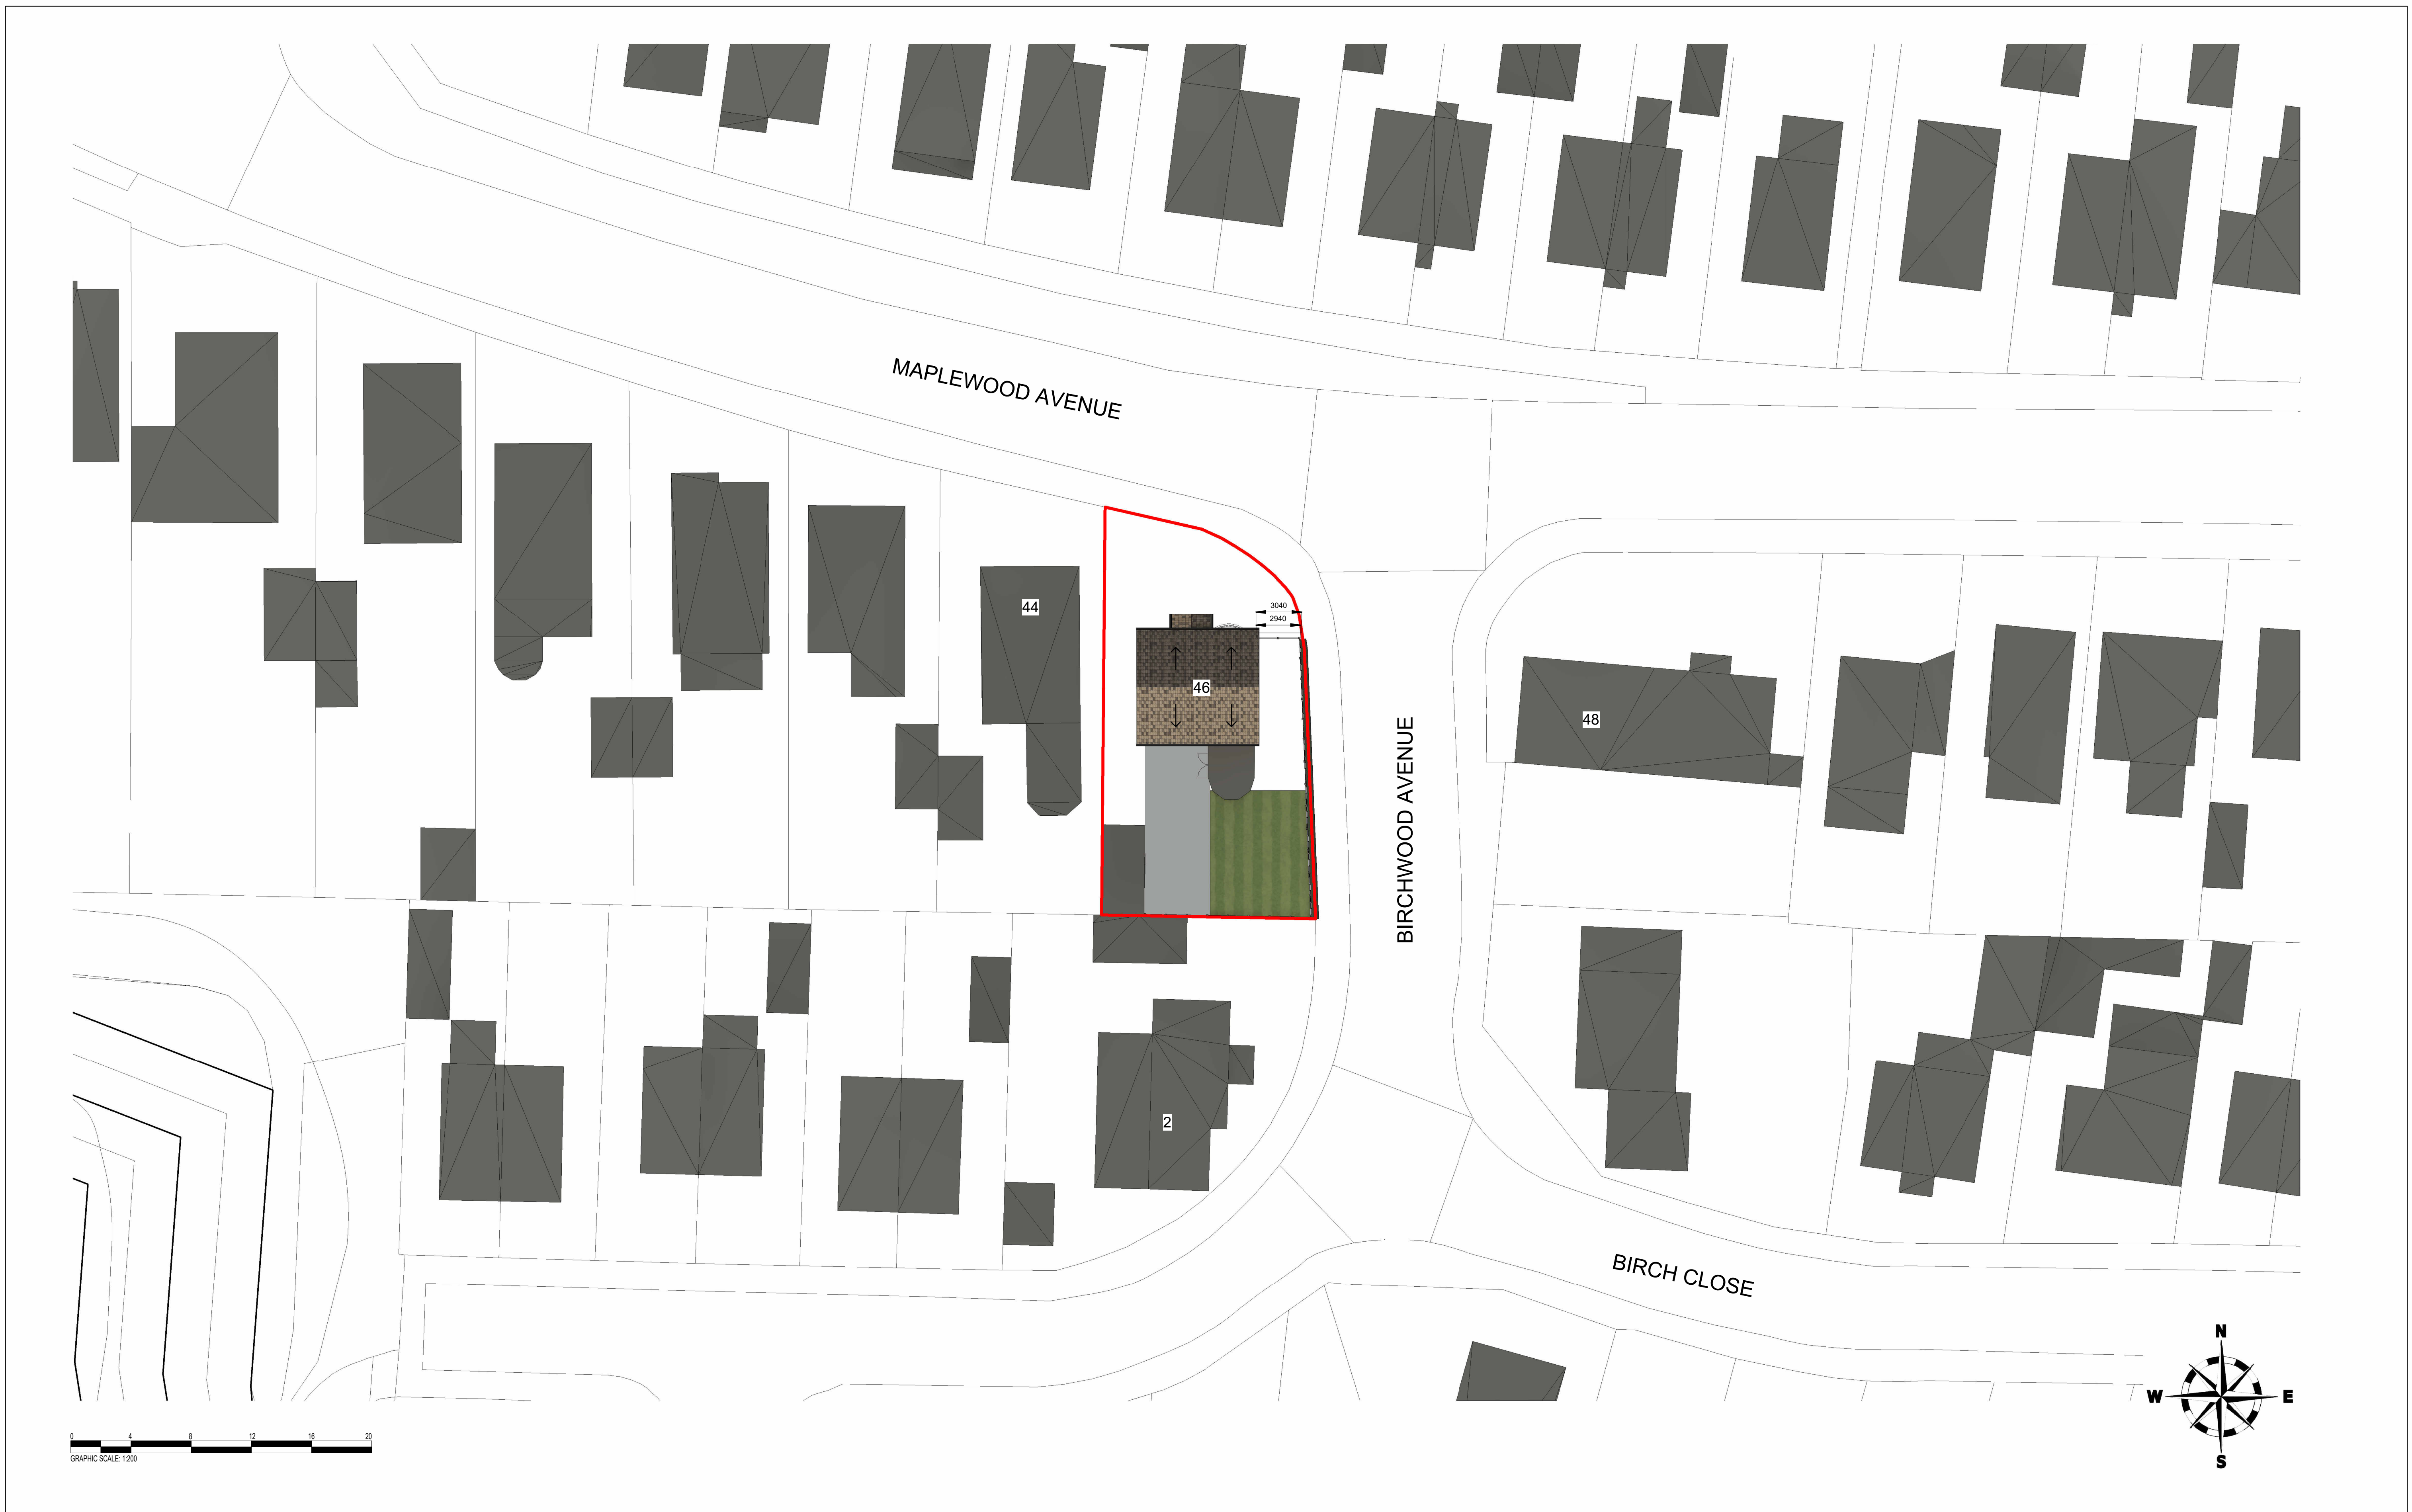 MAPLEWOOD AVENUE
44
3040
2940
46
48
BIRCHWOOD AVENUE
2
BIRCH CLOSE
N
W E
S
0 4 8 12 16 20
GRAPHIC SCALE: 1:200